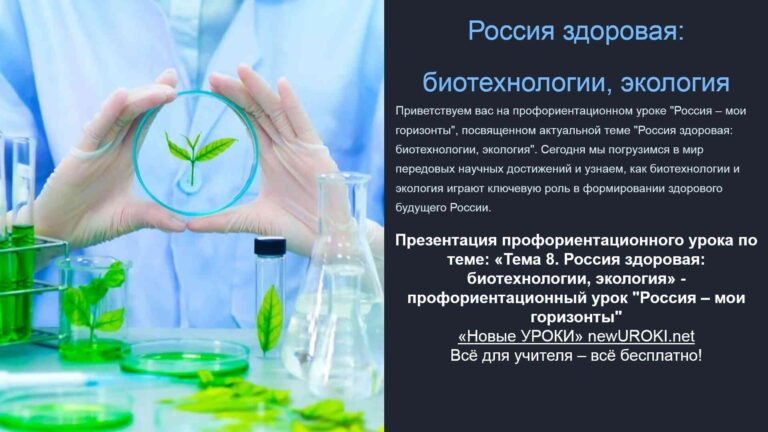 Россия здоровая:
биотехнологии, экология
Приветствуем вас на профориентационном уроке "Россия – мои
горизонты", посвященном актуальной теме "Россия здоровая:
биотехнологии, экология". Сегодня мы погрузимся в мир
передовых научных достижений и узнаем, как биотехнологии и
экология играют ключевую роль в формировании здорового
будущего России.
Презентация профориентационного урока по
теме: «Тема 8. Россия здоровая:
биотехнологии, экология» -
профориентационный урок "Россия – мои
горизонты"
«Новые УРОКИ» newUROKI.net
Всё для учителя – всё бесплатно!